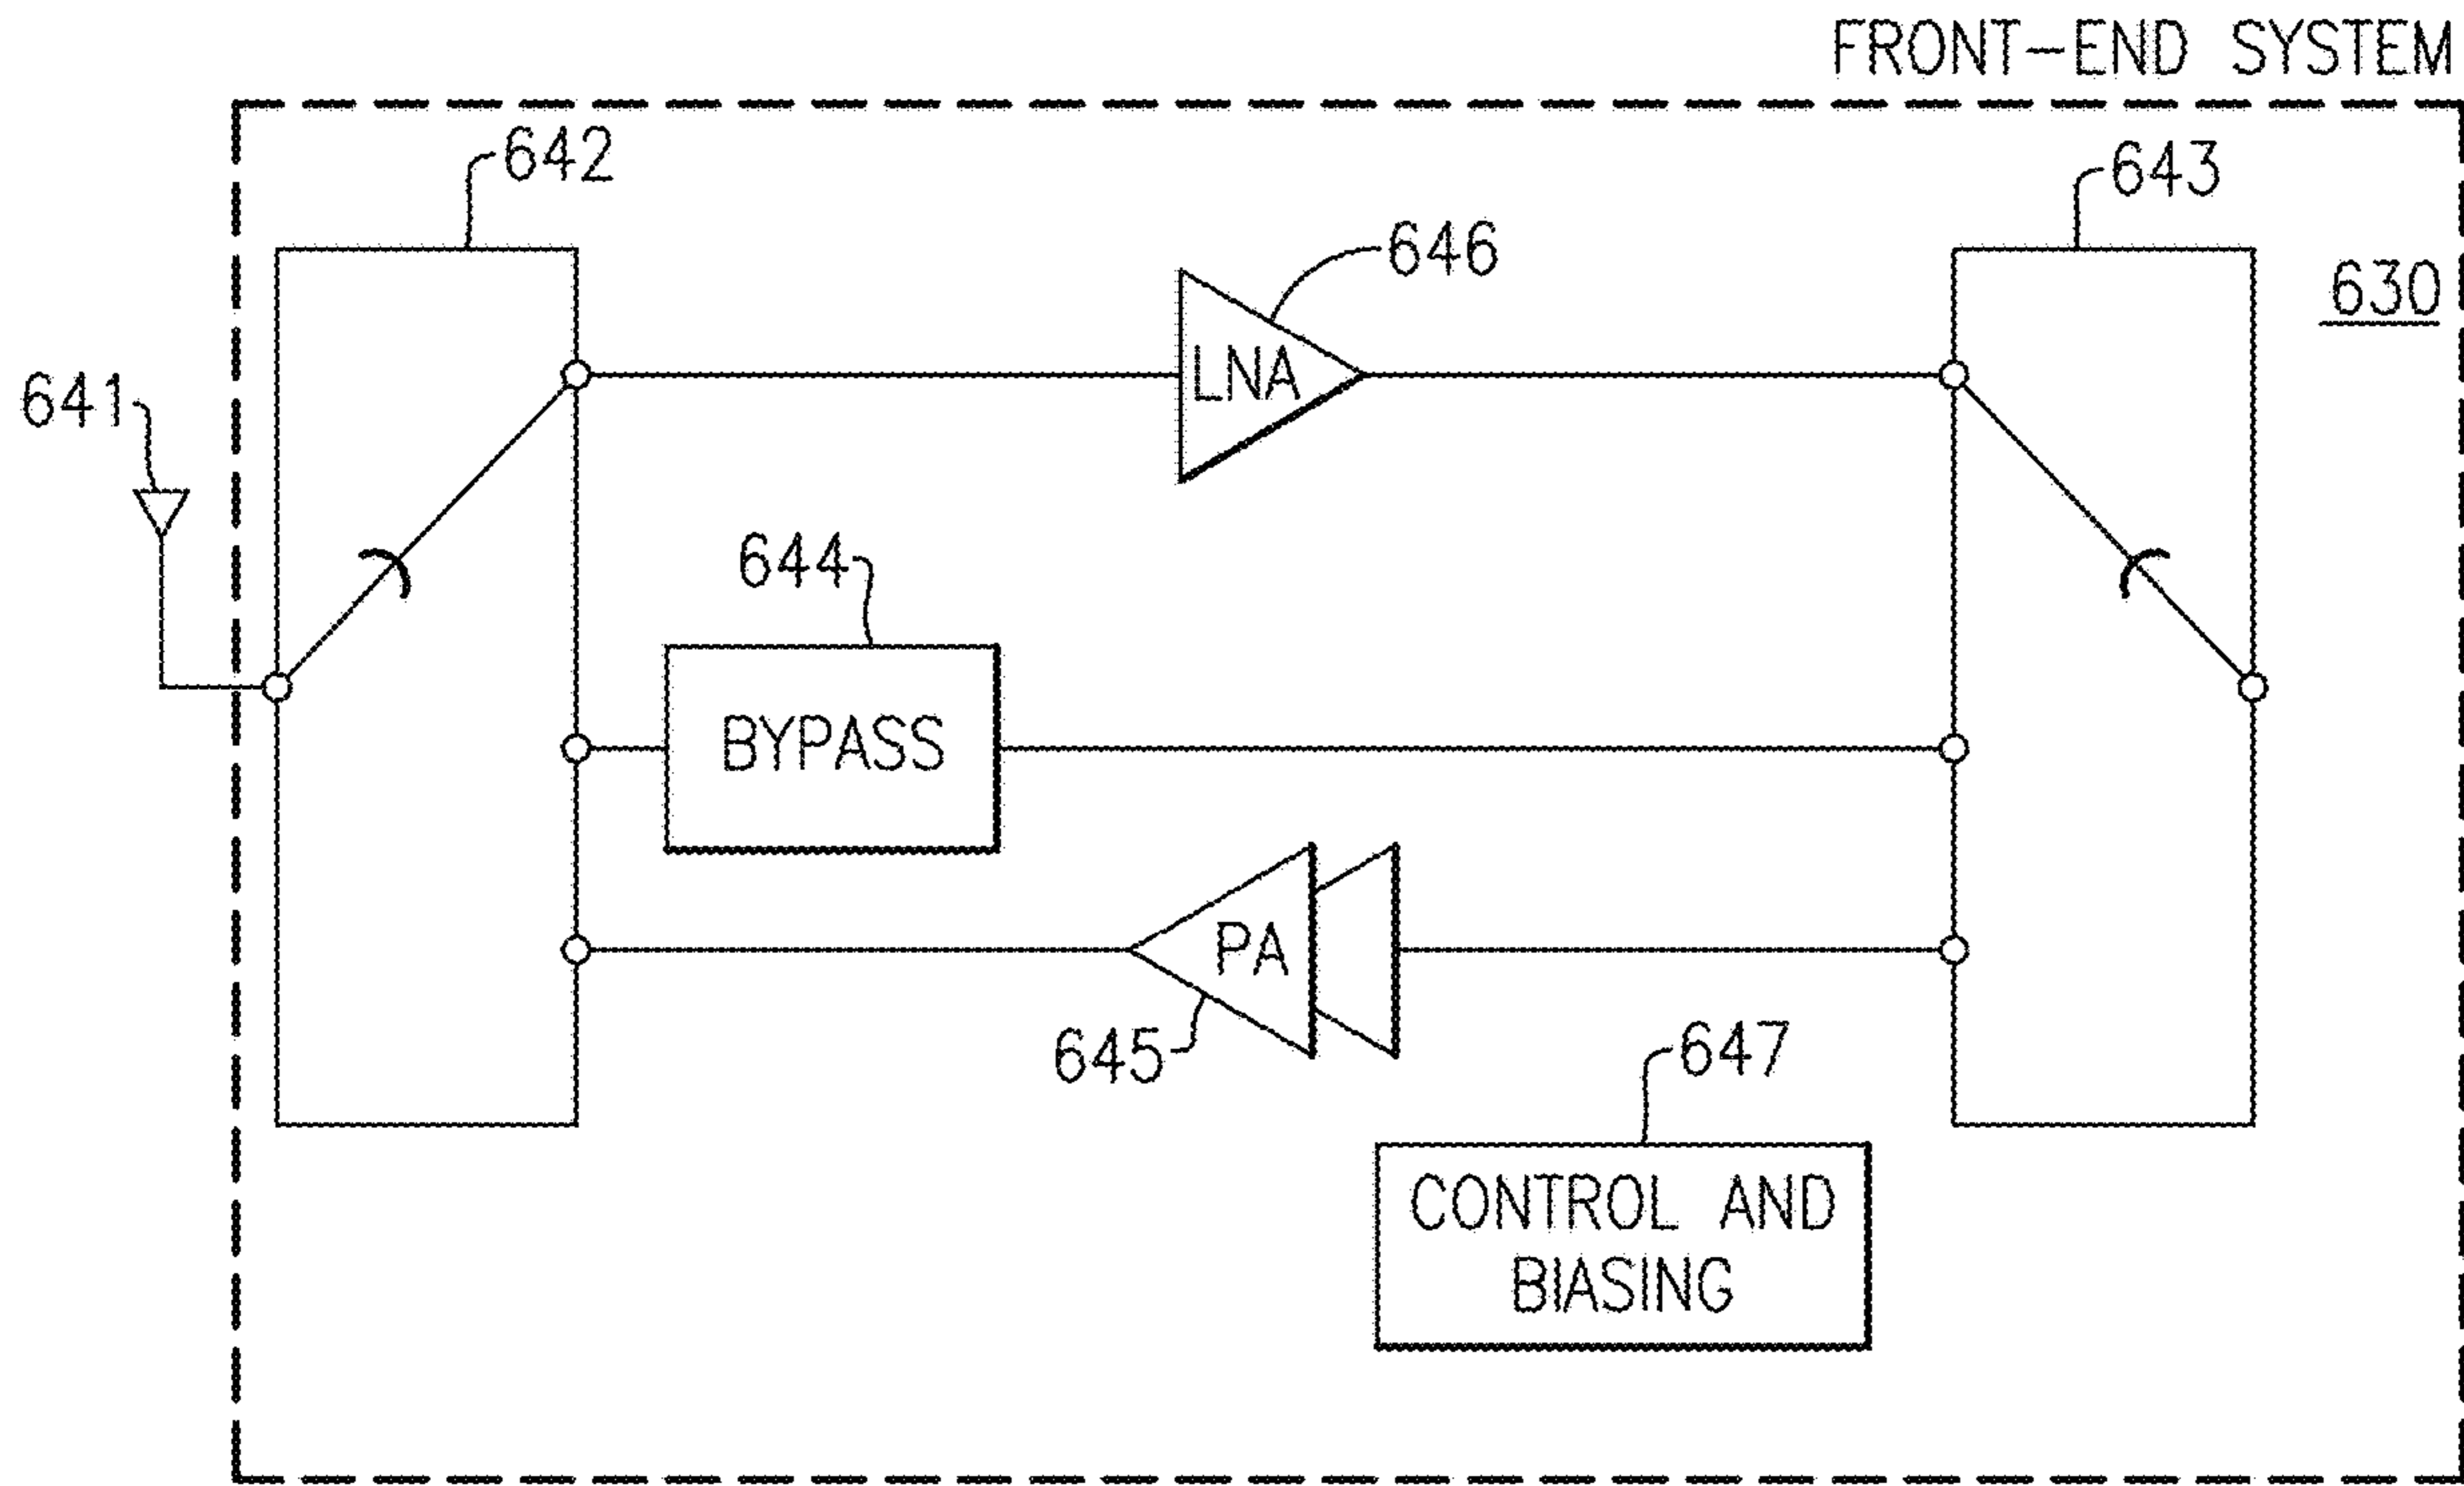 FRONT-END SYSTEM
642
643
646
630
LNA
641
644
BYPASS
PA
645
647
CONTROL AND
BIASING